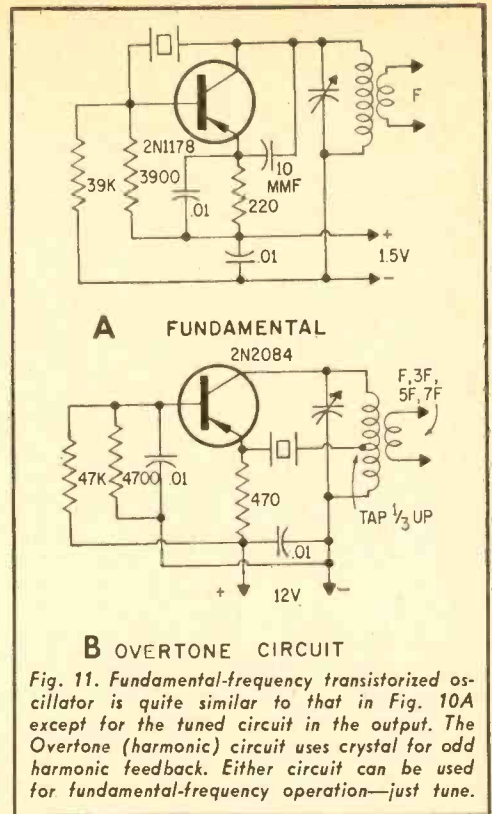 F
2N1178
39K
3900
10
MMF
.01
220
.01
+
1.5V
-
A FUNDAMENTAL
2N2084
F,3F,
5F,7F
47K
4700
.01
470
TAP 1/3 UP
.01
+
12V
-
B OVERTONE CIRCUIT
Fig. 11. Fundamental-frequency transistorized os-
cillator is quite similar to that in Fig. 10A
except for the tuned circuit in the output. The
Overtone (harmonic) circuit uses crystal for odd
harmonic feedback. Either circuit can be used
for fundamental-frequency operation—just tune.